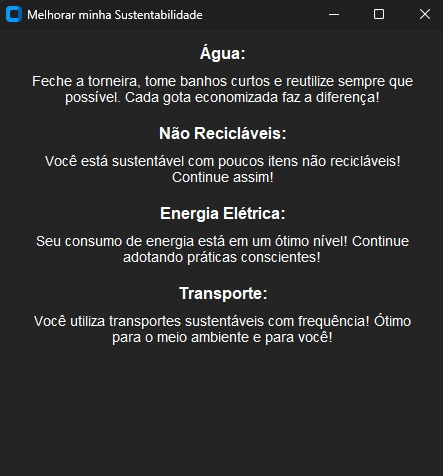 Melhorar minha Sustentabilidade
Água:
Feche a torneira, tome banhos curtos e reutilize sempre que
possível. Cada gota economizada faz a diferença!
Não Recicláveis:
Você está sustentável com poucos itens não recicláveis!
Continue assim!
Energia Elétrica:
Seu consumo de energia está em um ótimo nível! Continue
adotando práticas conscientes!
Transporte:
Você utiliza transportes sustentáveis com frequência! Ótimo
para o meio ambiente e para você!